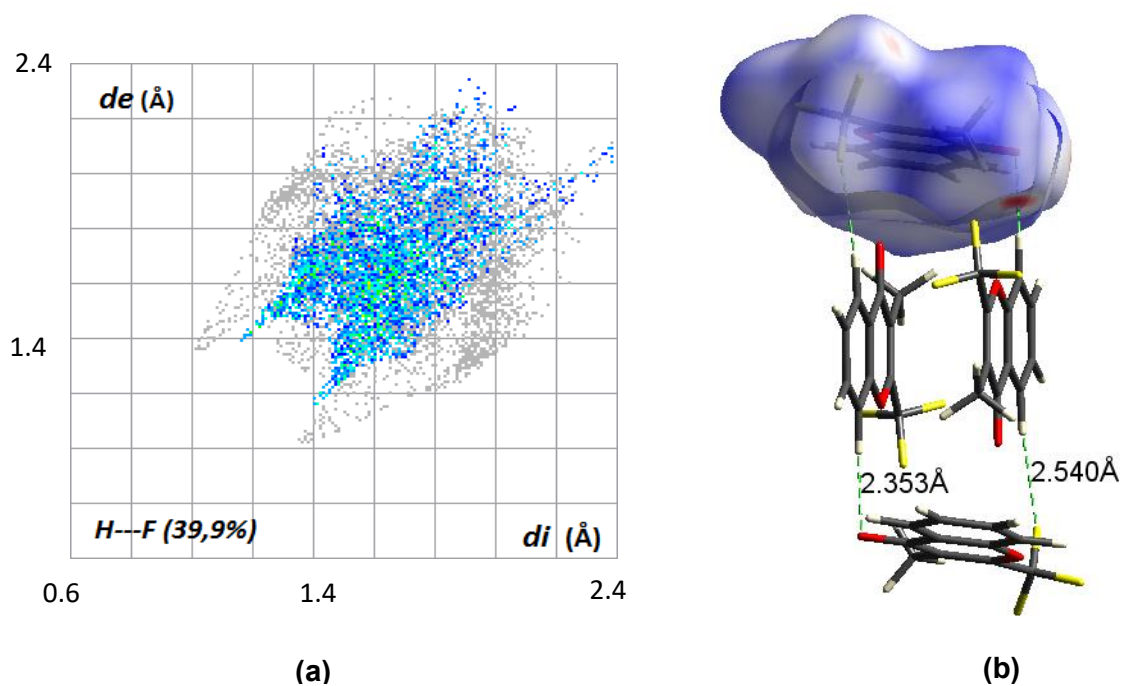 2.4
de (Å)
1.4
H---F (39,9%)
di (Å)
0.6
1.4
2.4
(a)
2.353Å
2.540Å
(b)